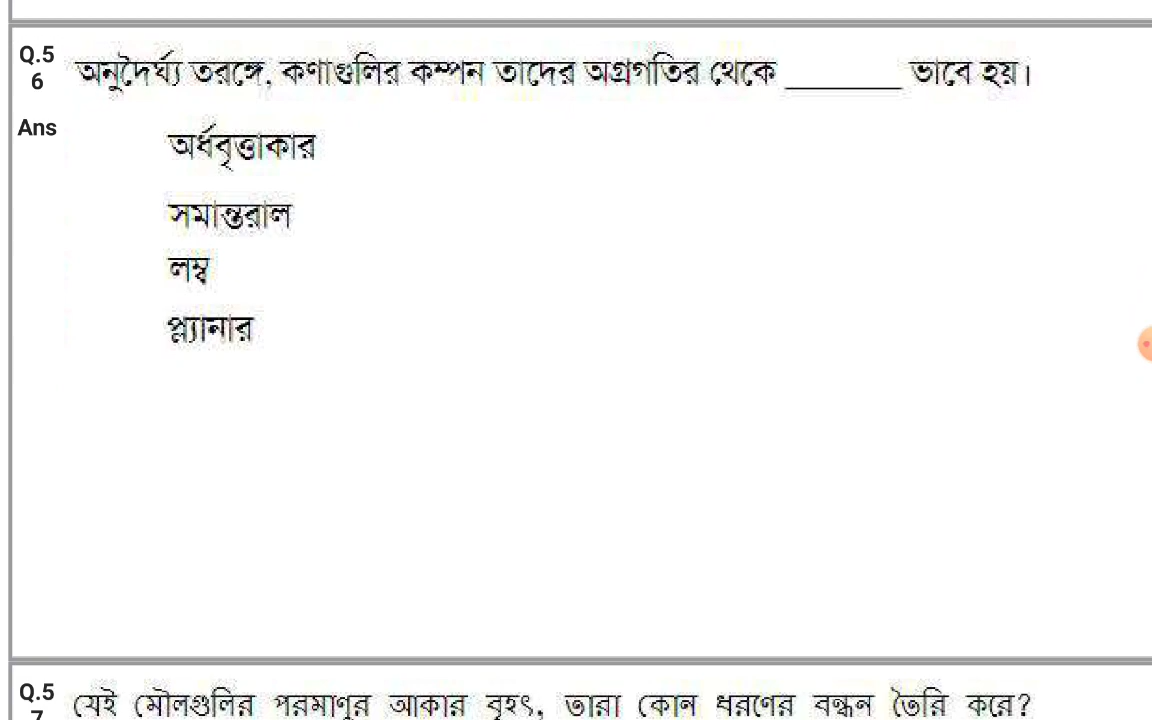 Q.5 অনুদৈর্ঘ্য তরঙ্গে, কণাগুলির কম্পন তাদের অগ্রগতির থেকে ________ ভাবে হয়।
6
Ans
অর্ধবৃত্তাকার
সমান্তরাল
লম্ব
প্ল্যানার
Q.5 যেই মৌলগুলির পরমাণুর আকার বৃহৎ, তারা কোন ধরণের বন্ধন তৈরি করে?
7